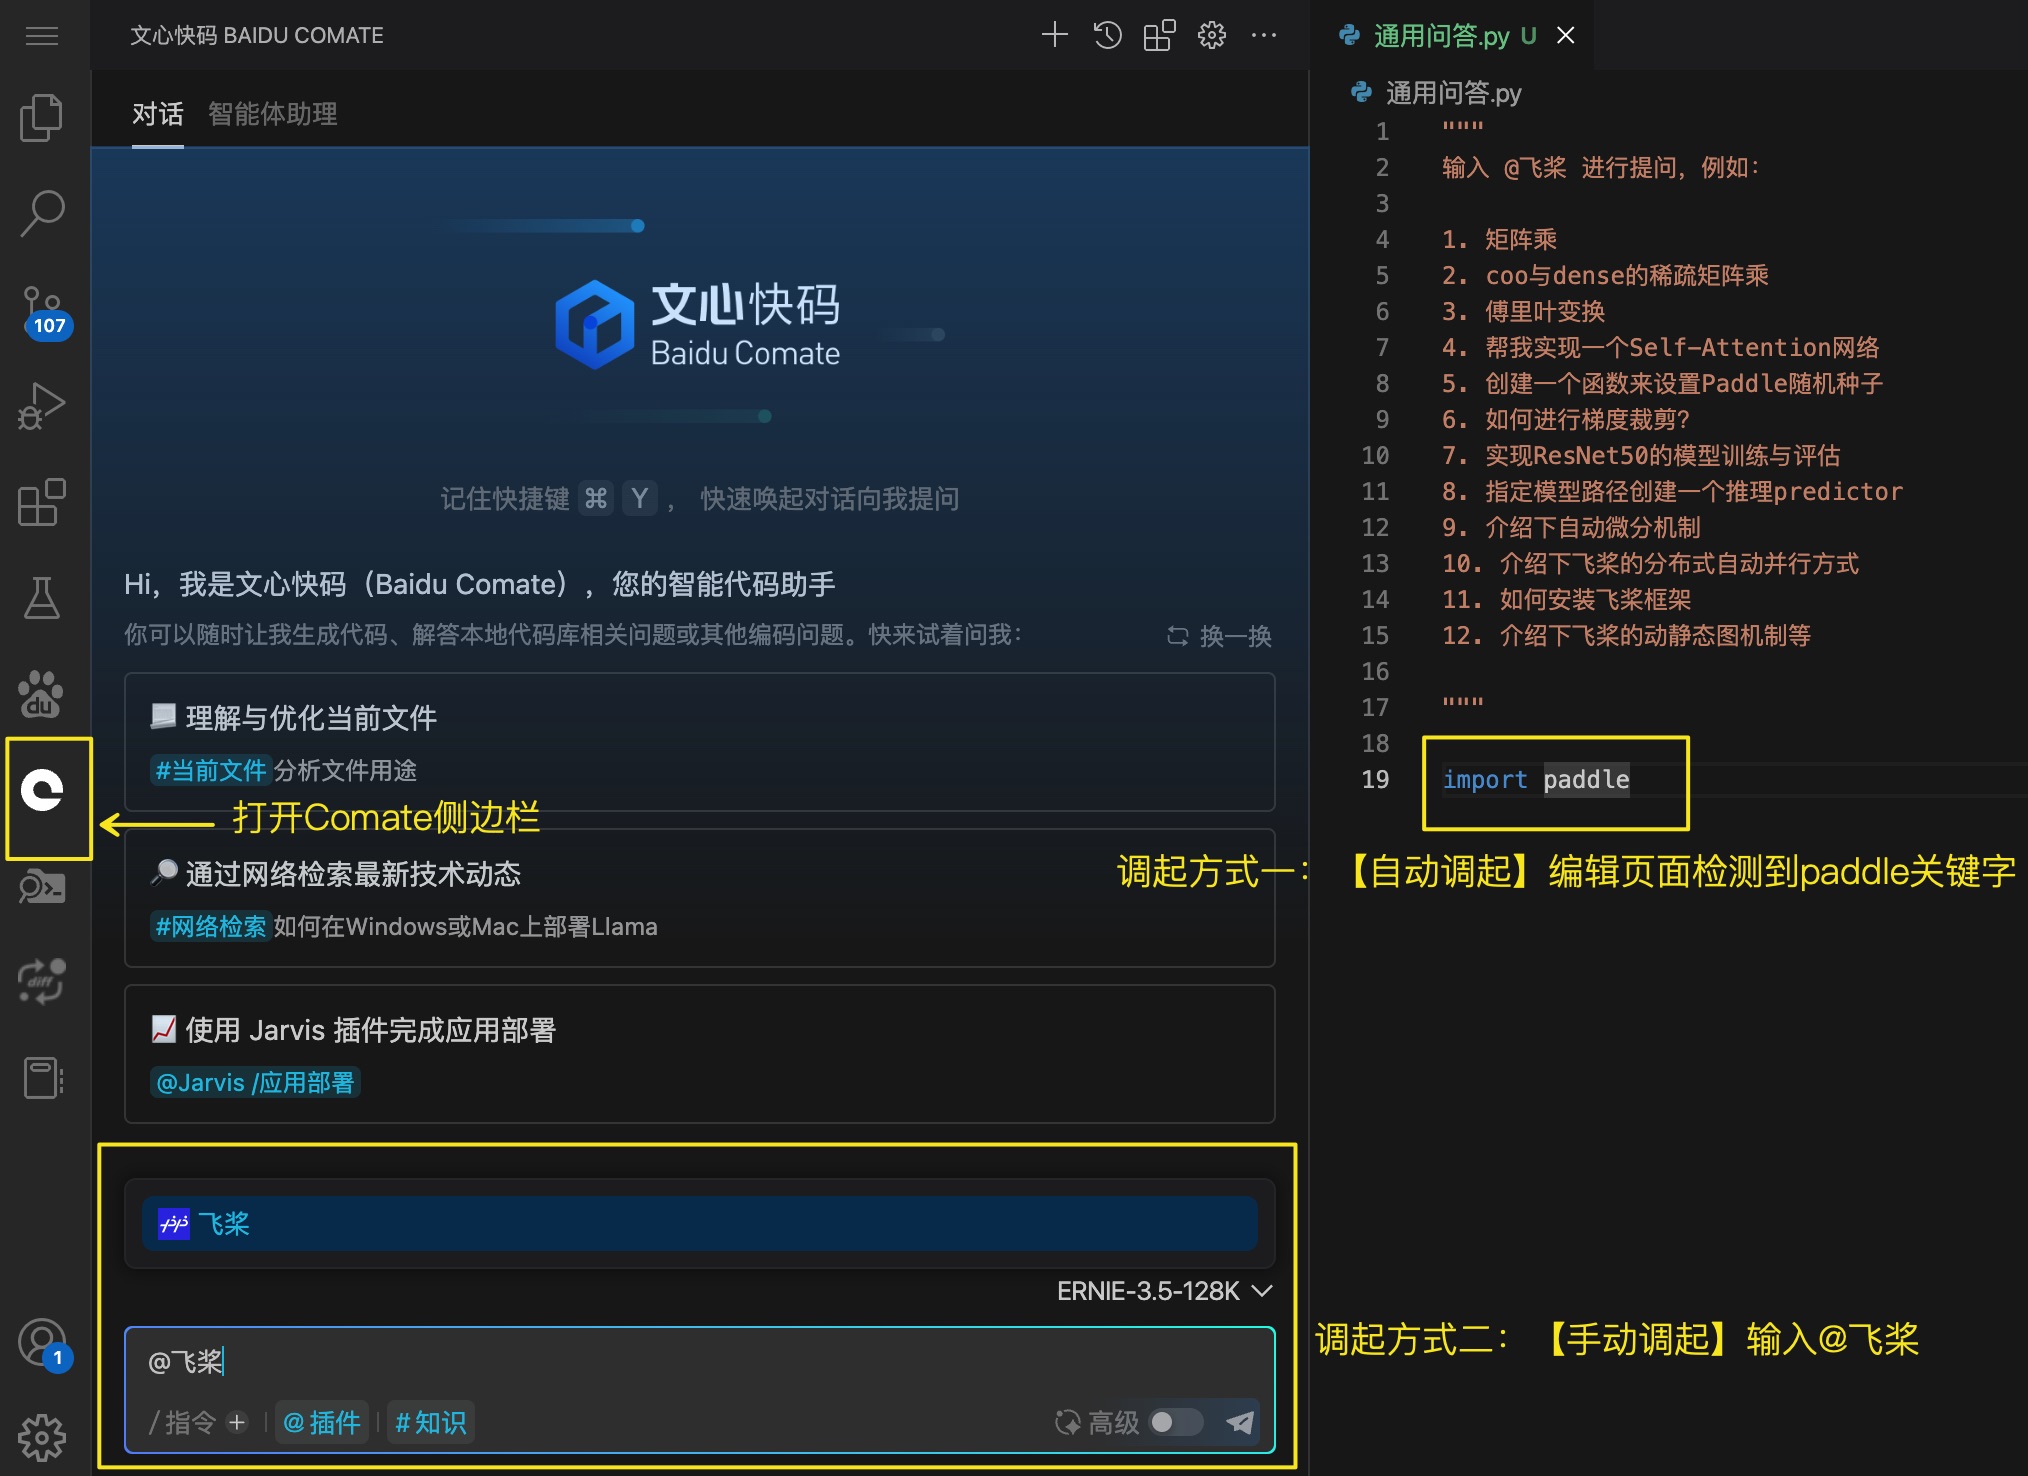 文心快码 BAIDU COMATE
对话 智能体助理
文心快码
Baidu Comate
记住快捷键 ⌘ Y ， 快速唤起对话向我提问
Hi，我是文心快码（Baidu Comate），您的智能代码助手
你可以随时让我生成代码、解答本地代码库相关问题或其他编码问题。快来试着问我：
换一换
理解与优化当前文件
#当前文件 分析文件用途
打开Comate侧边栏
通过网络检索最新技术动态
#网络检索 如何在Windows或Mac上部署Llama
使用 Jarvis 插件完成应用部署
@Jarvis /应用部署
飞桨
ERNIE-3.5-128K
@飞桨
/ 指令 @ 插件 # 知识 高级
107
du
diff
1
通用问答.py U
通用问答.py
1 """
2 输入 @飞桨 进行提问，例如：
3
4 1. 矩阵乘
5 2. coo与dense的稀疏矩阵乘
6 3. 傅里叶变换
7 4. 帮我实现一个Self-Attention网络
8 5. 创建一个函数来设置Paddle随机种子
9 6. 如何进行梯度裁剪？
10 7. 实现ResNet50的模型训练与评估
11 8. 指定模型路径创建一个推理predictor
12 9. 介绍下自动微分机制
13 10. 介绍下飞桨的分布式自动并行方式
14 11. 如何安装飞桨框架
15 12. 介绍下飞桨的动静态图机制等
16
17 """
18
19 import paddle
调起方式一：【自动调起】编辑页面检测到paddle关键字
调起方式二：【手动调起】输入@飞桨